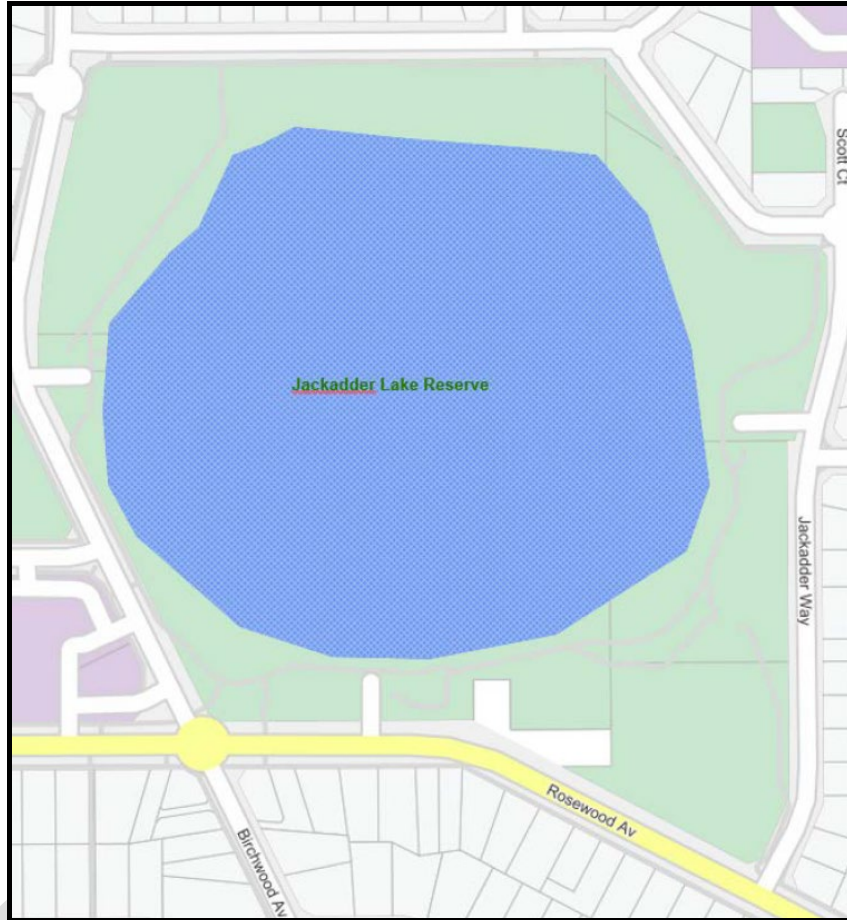 Scott Ct
Jackadder Lake Reserve
Jackadder Way
Rosewood Av
Birchwood Av